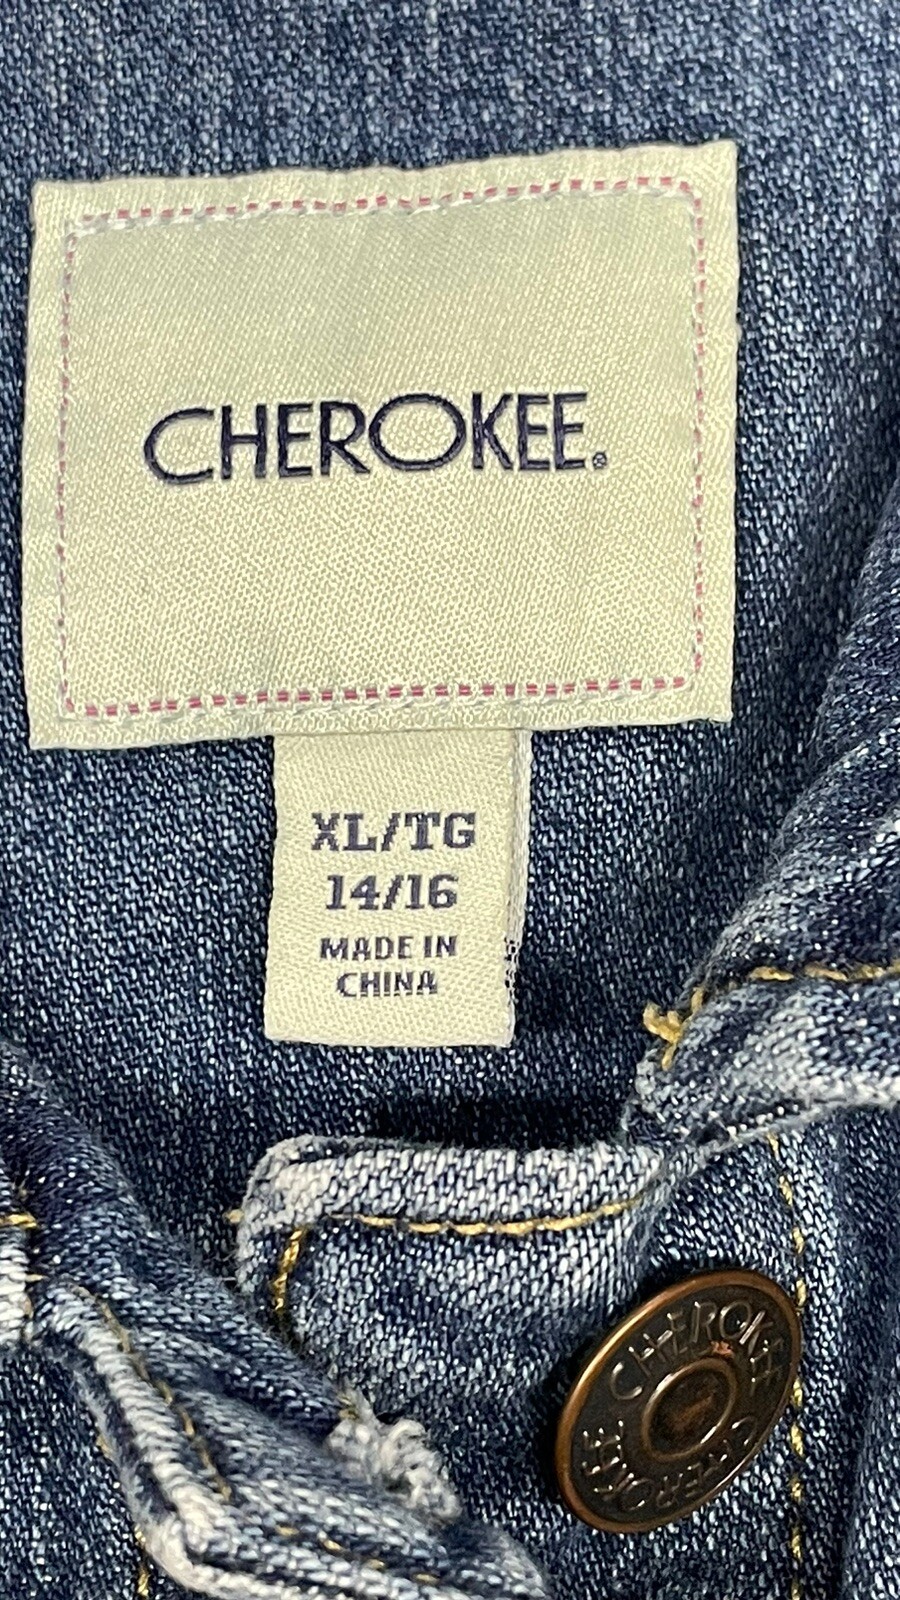 CHEROKEE®
XL/TG
14/16
MADE IN
CHINA
CHEROKEE
CHEROKEE